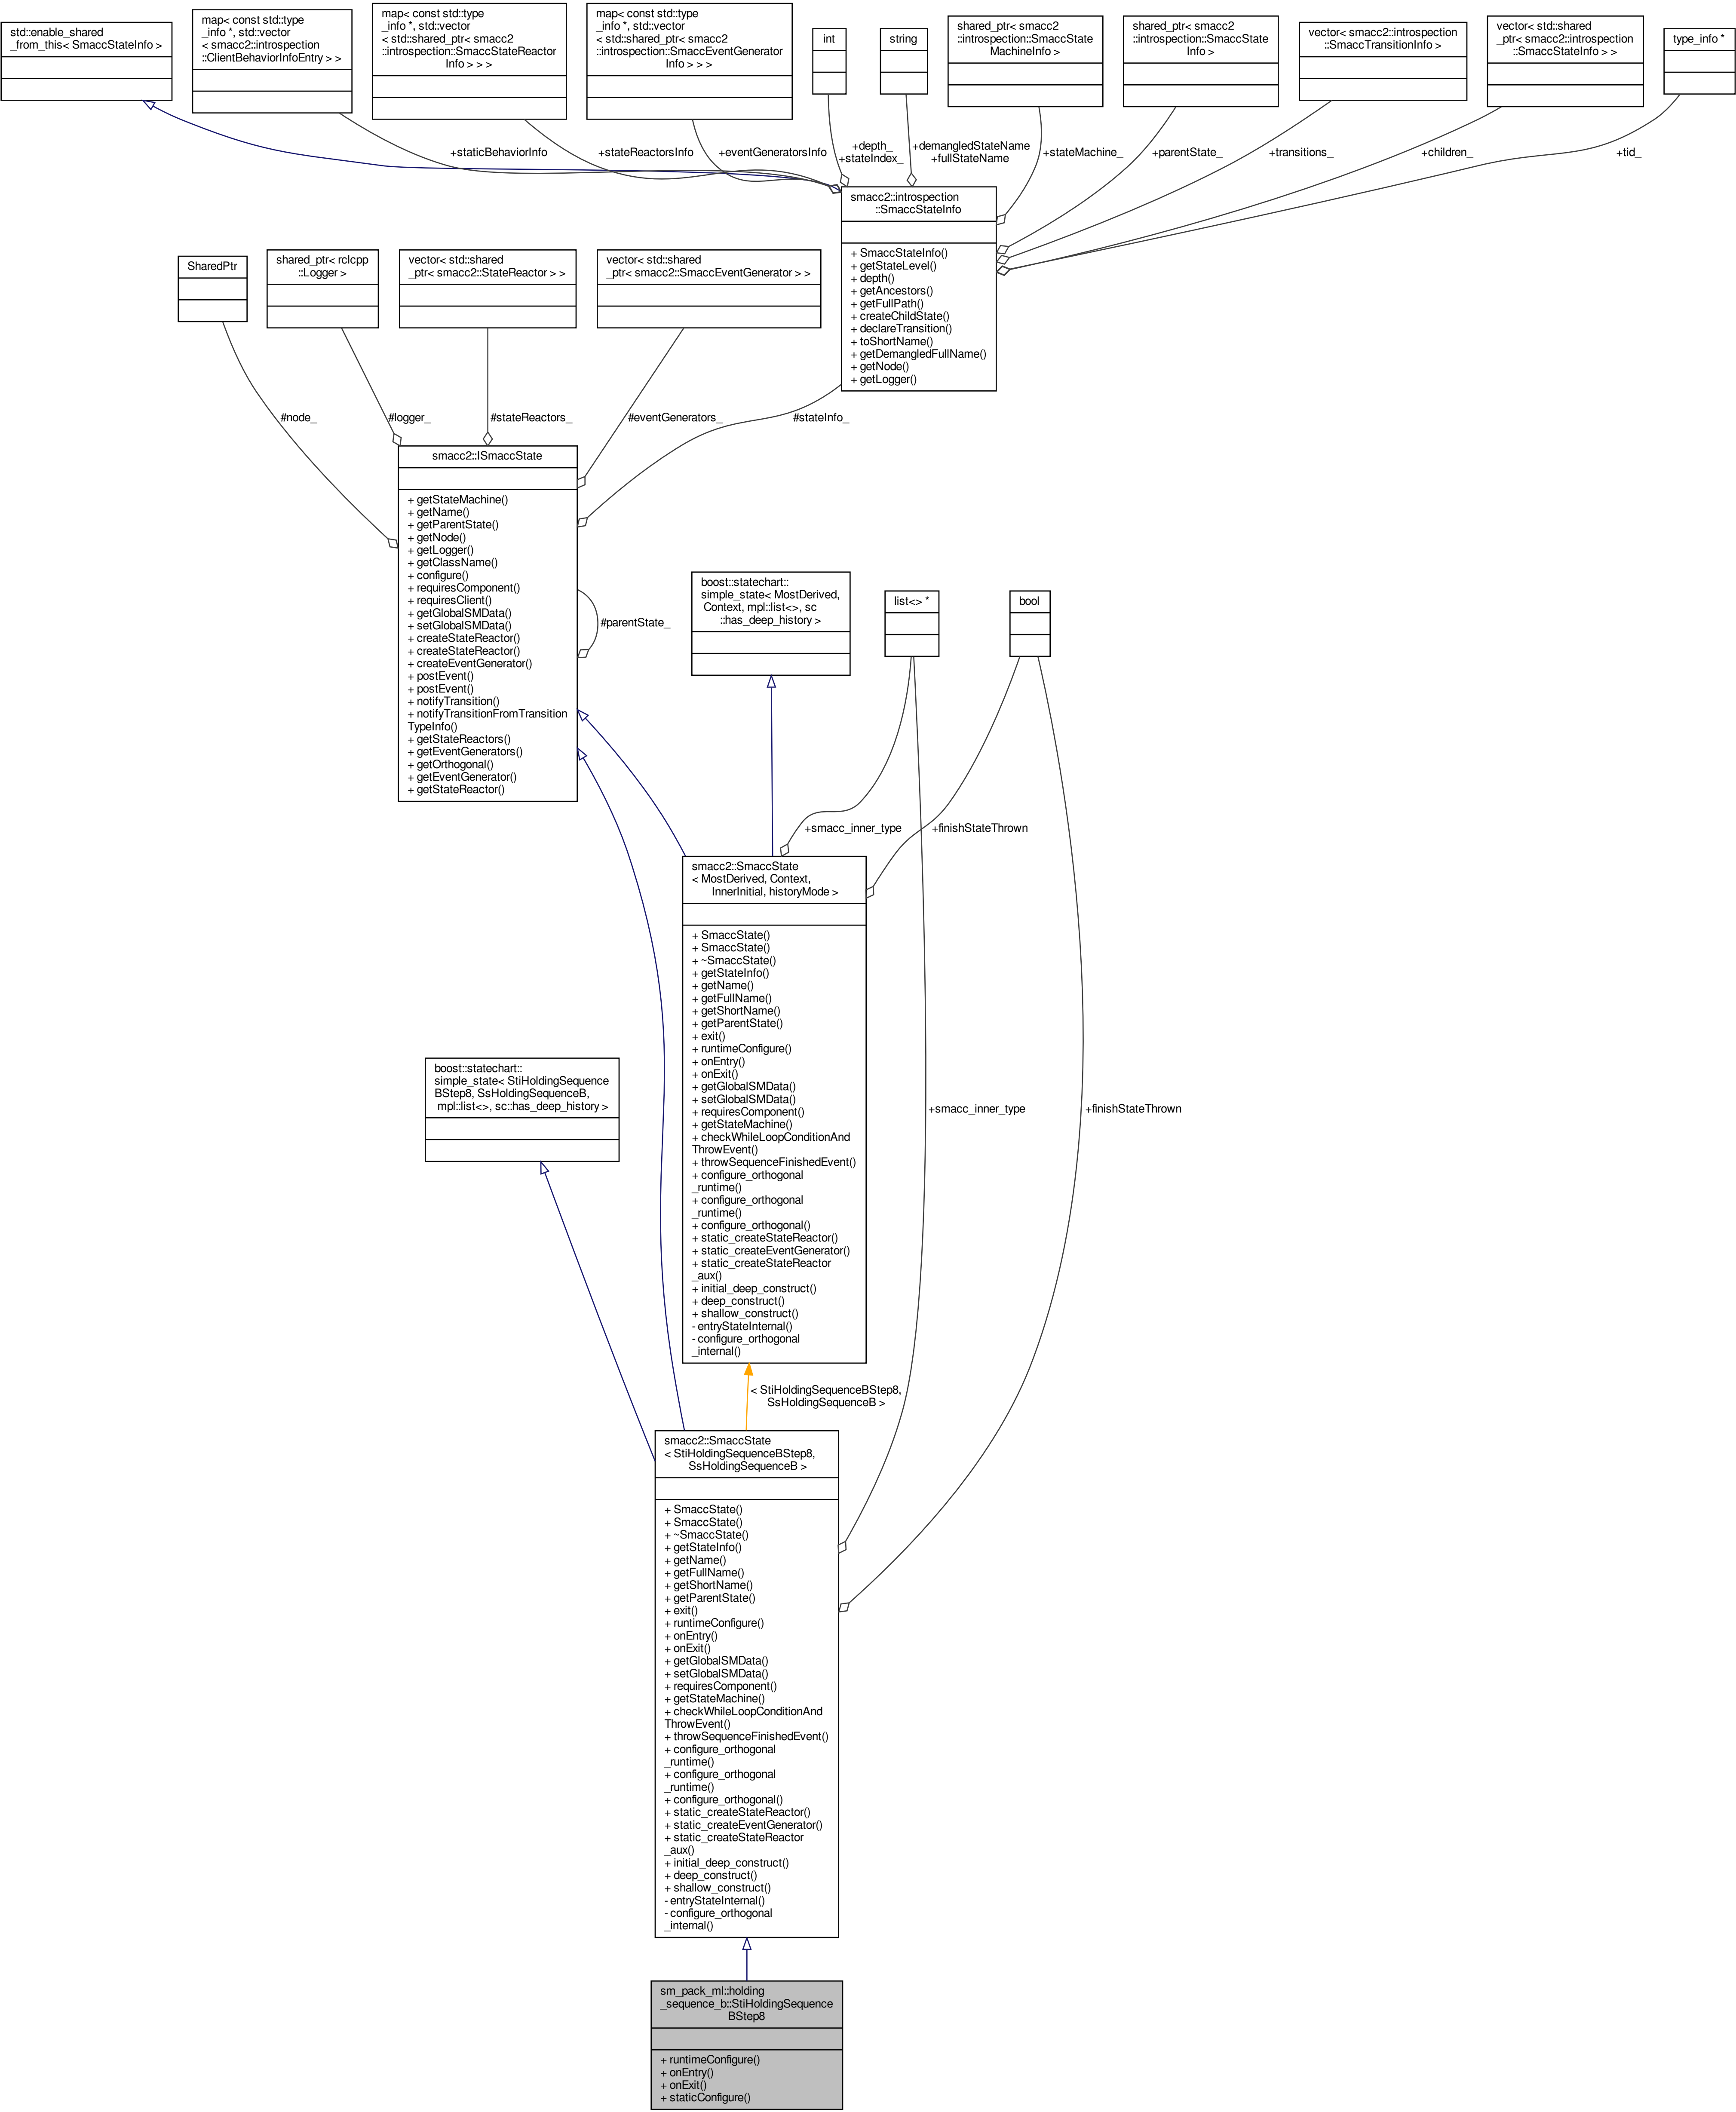 std::enable_shared
_from_this< SmaccStateInfo >
map< const std::type
_info *, std::vector
< smacc2::introspection
::ClientBehaviorInfoEntry > >
map< const std::type
_info *, std::vector
< std::shared_ptr< smacc2
::introspection::SmaccStateReactor
Info > > >
map< const std::type
_info *, std::vector
< std::shared_ptr< smacc2
::introspection::SmaccEventGenerator
Info > > >
int
string
shared_ptr< smacc2
::introspection::SmaccState
MachineInfo >
shared_ptr< smacc2
::introspection::SmaccState
Info >
vector< smacc2::introspection
::SmaccTransitionInfo >
vector< std::shared
_ptr< smacc2::introspection
::SmaccStateInfo > >
type_info *
+staticBehaviorInfo
+stateReactorsInfo
+eventGeneratorsInfo
+depth_
+stateIndex_
+demangledStateName
+fullStateName
+stateMachine_
+parentState_
+transitions_
+children_
+tid_
smacc2::introspection
::SmaccStateInfo
+ SmaccStateInfo()
+ getStateLevel()
+ depth()
+ getAncestors()
+ getFullPath()
+ createChildState()
+ declareTransition()
+ toShortName()
+ getDemangledFullName()
+ getNode()
+ getLogger()
SharedPtr
shared_ptr< rclcpp
::Logger >
vector< std::shared
_ptr< smacc2::StateReactor > >
vector< std::shared
_ptr< smacc2::SmaccEventGenerator > >
#node_
#logger_
#stateReactors_
#eventGenerators_
#stateInfo_
smacc2::ISmaccState
+ getStateMachine()
+ getName()
+ getParentState()
+ getNode()
+ getLogger()
+ getClassName()
+ configure()
+ requiresComponent()
+ requiresClient()
+ getGlobalSMData()
+ setGlobalSMData()
+ createStateReactor()
+ createStateReactor()
+ createEventGenerator()
+ postEvent()
+ postEvent()
+ notifyTransition()
+ notifyTransitionFromTransition
TypeInfo()
+ getStateReactors()
+ getEventGenerators()
+ getOrthogonal()
+ getEventGenerator()
+ getStateReactor()
#parentState_
boost::statechart::
simple_state< MostDerived,
Context, mpl::list<>, sc
::has_deep_history >
list<> *
bool
+smacc_inner_type
+finishStateThrown
smacc2::SmaccState
< MostDerived, Context,
InnerInitial, historyMode >
+ SmaccState()
+ SmaccState()
+ ~SmaccState()
+ getStateInfo()
+ getName()
+ getFullName()
+ getShortName()
+ getParentState()
+ exit()
+ runtimeConfigure()
+ onEntry()
+ onExit()
+ getGlobalSMData()
+ setGlobalSMData()
+ requiresComponent()
+ getStateMachine()
+ checkWhileLoopConditionAnd
ThrowEvent()
+ throwSequenceFinishedEvent()
+ configure_orthogonal
_runtime()
+ configure_orthogonal
_runtime()
+ configure_orthogonal()
+ static_createStateReactor()
+ static_createEventGenerator()
+ static_createStateReactor
_aux()
+ initial_deep_construct()
+ deep_construct()
+ shallow_construct()
- entryStateInternal()
- configure_orthogonal
_internal()
boost::statechart::
simple_state< StiHoldingSequence
BStep8, SsHoldingSequenceB,
mpl::list<>, sc::has_deep_history >
+smacc_inner_type
+finishStateThrown
< StiHoldingSequenceBStep8,
SsHoldingSequenceB >
smacc2::SmaccState
< StiHoldingSequenceBStep8,
SsHoldingSequenceB >
+ SmaccState()
+ SmaccState()
+ ~SmaccState()
+ getStateInfo()
+ getName()
+ getFullName()
+ getShortName()
+ getParentState()
+ exit()
+ runtimeConfigure()
+ onEntry()
+ onExit()
+ getGlobalSMData()
+ setGlobalSMData()
+ requiresComponent()
+ getStateMachine()
+ checkWhileLoopConditionAnd
ThrowEvent()
+ throwSequenceFinishedEvent()
+ configure_orthogonal
_runtime()
+ configure_orthogonal
_runtime()
+ configure_orthogonal()
+ static_createStateReactor()
+ static_createEventGenerator()
+ static_createStateReactor
_aux()
+ initial_deep_construct()
+ deep_construct()
+ shallow_construct()
- entryStateInternal()
- configure_orthogonal
_internal()
sm_pack_ml::holding
_sequence_b::StiHoldingSequence
BStep8
+ runtimeConfigure()
+ onEntry()
+ onExit()
+ staticConfigure()